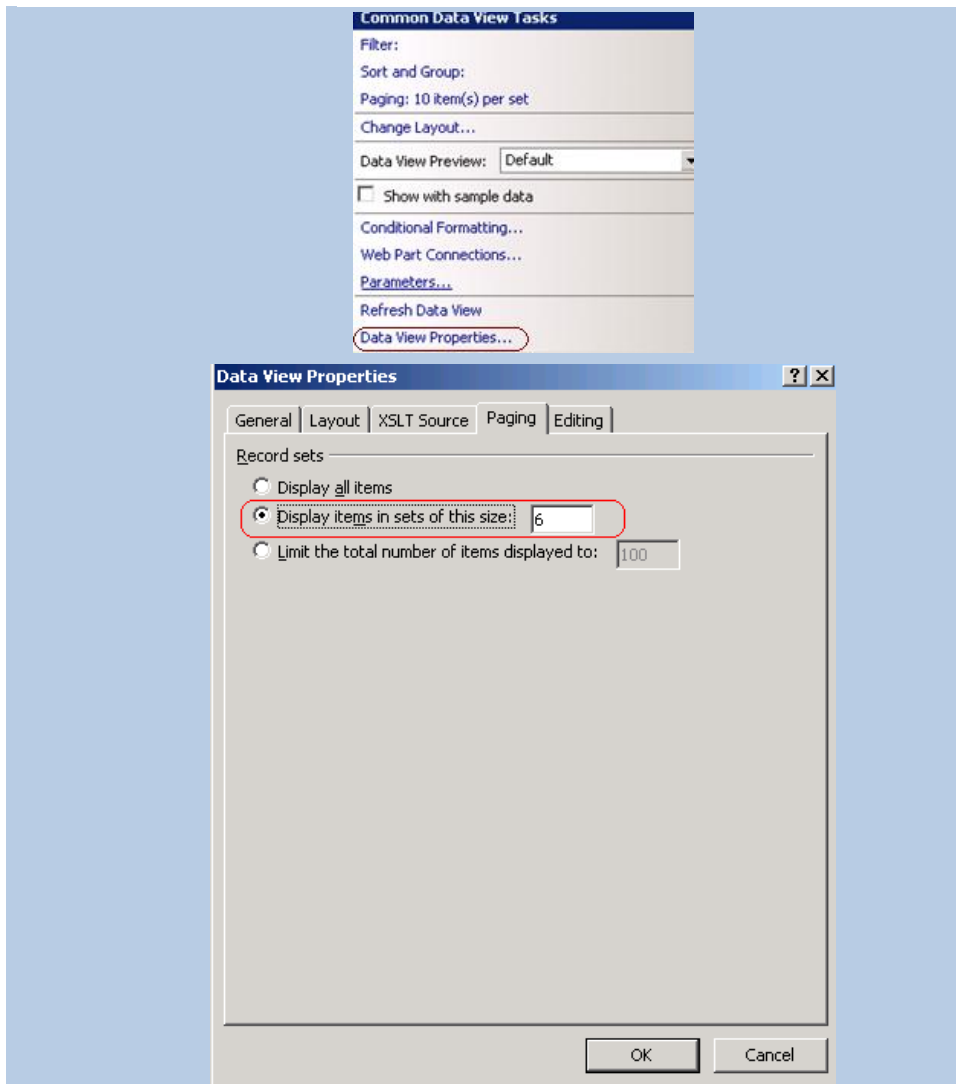 Common Data View Tasks
Filter:
Sort and Group:
Paging: 10 item(s) per set
Change Layout...
Data View Preview: Default
Show with sample data
Conditional Formatting...
Web Part Connections...
Parameters...
Refresh Data View
Data View Properties...
Data View Properties
General Layout XSLT Source Paging Editing
Record sets
Display all items
Display items in sets of this size: 6
Limit the total number of items displayed to: 100
OK Cancel